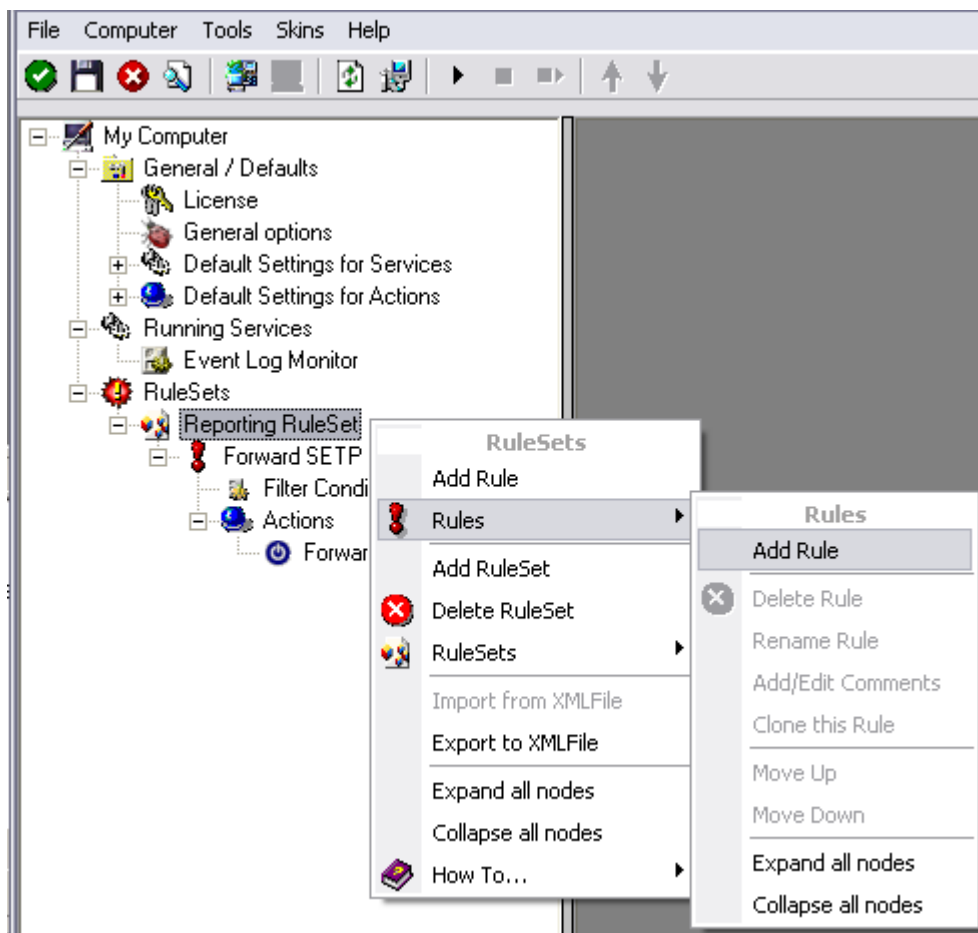 File Computer Tools Skins Help
My Computer
General / Defaults
License
General options
Default Settings for Services
Default Settings for Actions
Running Services
Event Log Monitor
RuleSets
Reporting RuleSet
Forward SETP
Filter Condi
Actions
Forwar
RuleSets
Add Rule
Rules
Add RuleSet
Delete RuleSet
RuleSets
Import from XMLFile
Export to XMLFile
Expand all nodes
Collapse all nodes
How To...
Rules
Add Rule
Delete Rule
Rename Rule
Add/Edit Comments
Clone this Rule
Move Up
Move Down
Expand all nodes
Collapse all nodes